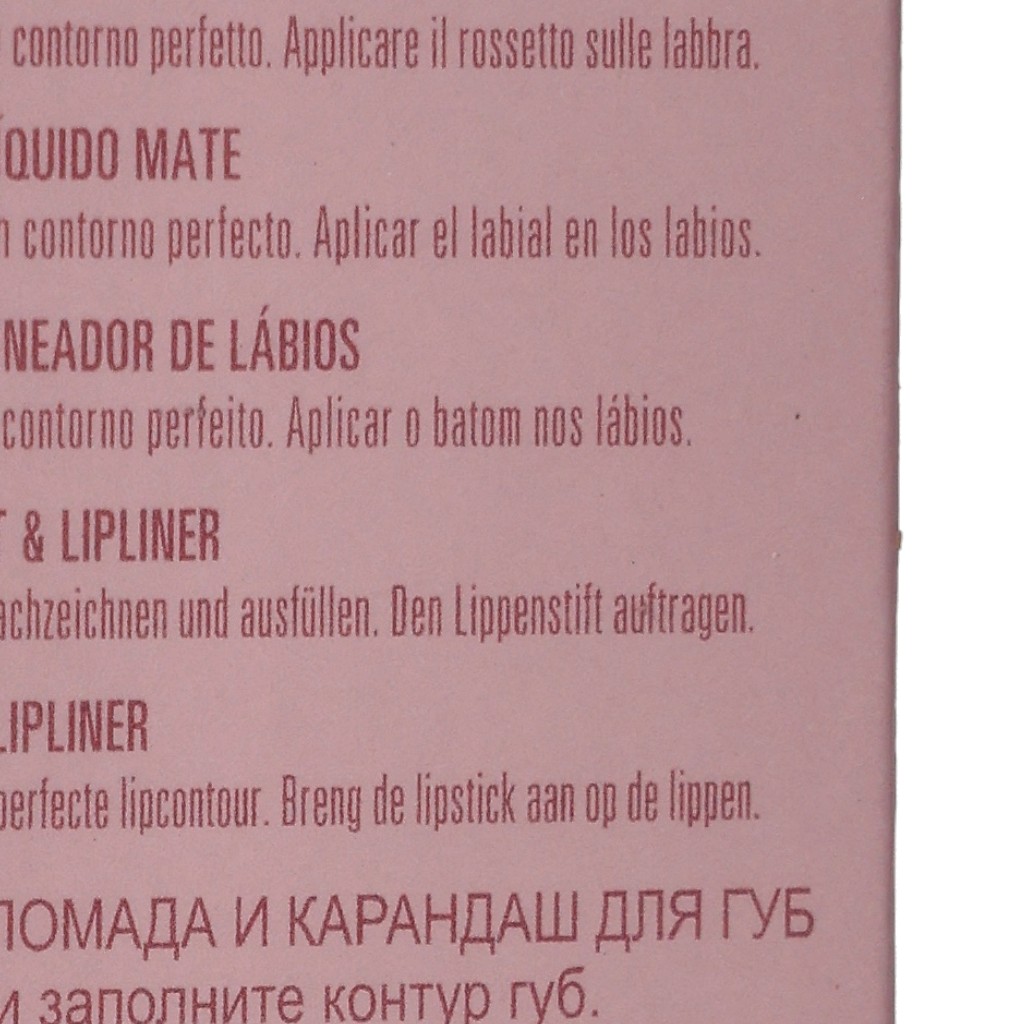 contorno perfetto. Applicare il rossetto sulle labbra.
ÍQUIDO MATE
n contorno perfecto. Aplicar el labial en los labios.
NEADOR DE LÁBIOS
contorno perfeito. Aplicar o batom nos lábios.
T & LIPLINER
achzeichnen und ausfüllen. Den Lippenstift auftragen.
LIPLINER
perfecte lipcontour. Breng de lipstick aan op de lippen.
ПОМАДА И КАРАНДАШ ДЛЯ ГУБ
и заполните контур губ.